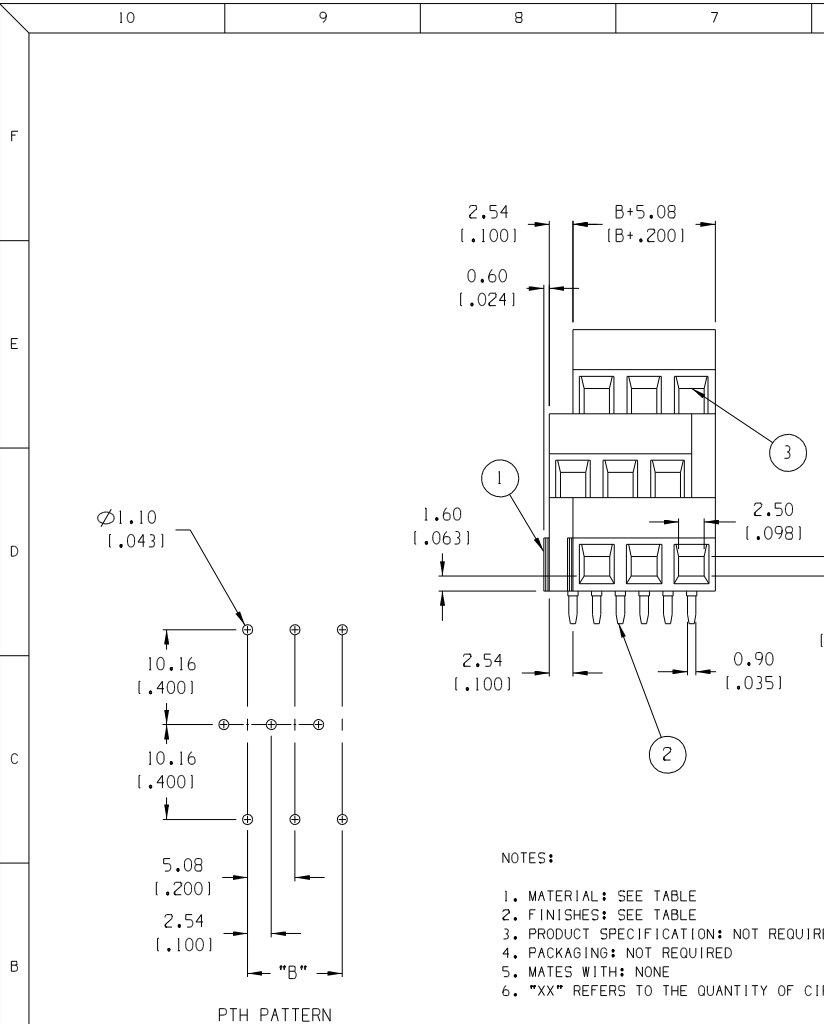 10 9 8 7
F
2.54
[.100]
B+5.08
[B+.200]
0.60
[.024]
E
3
1
D
Ø1.10
[.043]
1.60
[.063]
2.50
[.098]
10.16
[.400]
2.54
[.100]
0.90
[.035]
[
C
10.16
[.400]
2
5.08
[.200]
2.54
[.100]
B
"B"
PTH PATTERN
NOTES:
1. MATERIAL: SEE TABLE
2. FINISHES: SEE TABLE
3. PRODUCT SPECIFICATION: NOT REQUIRE
4. PACKAGING: NOT REQUIRED
5. MATES WITH: NONE
6. "XX" REFERS TO THE QUANTITY OF CI